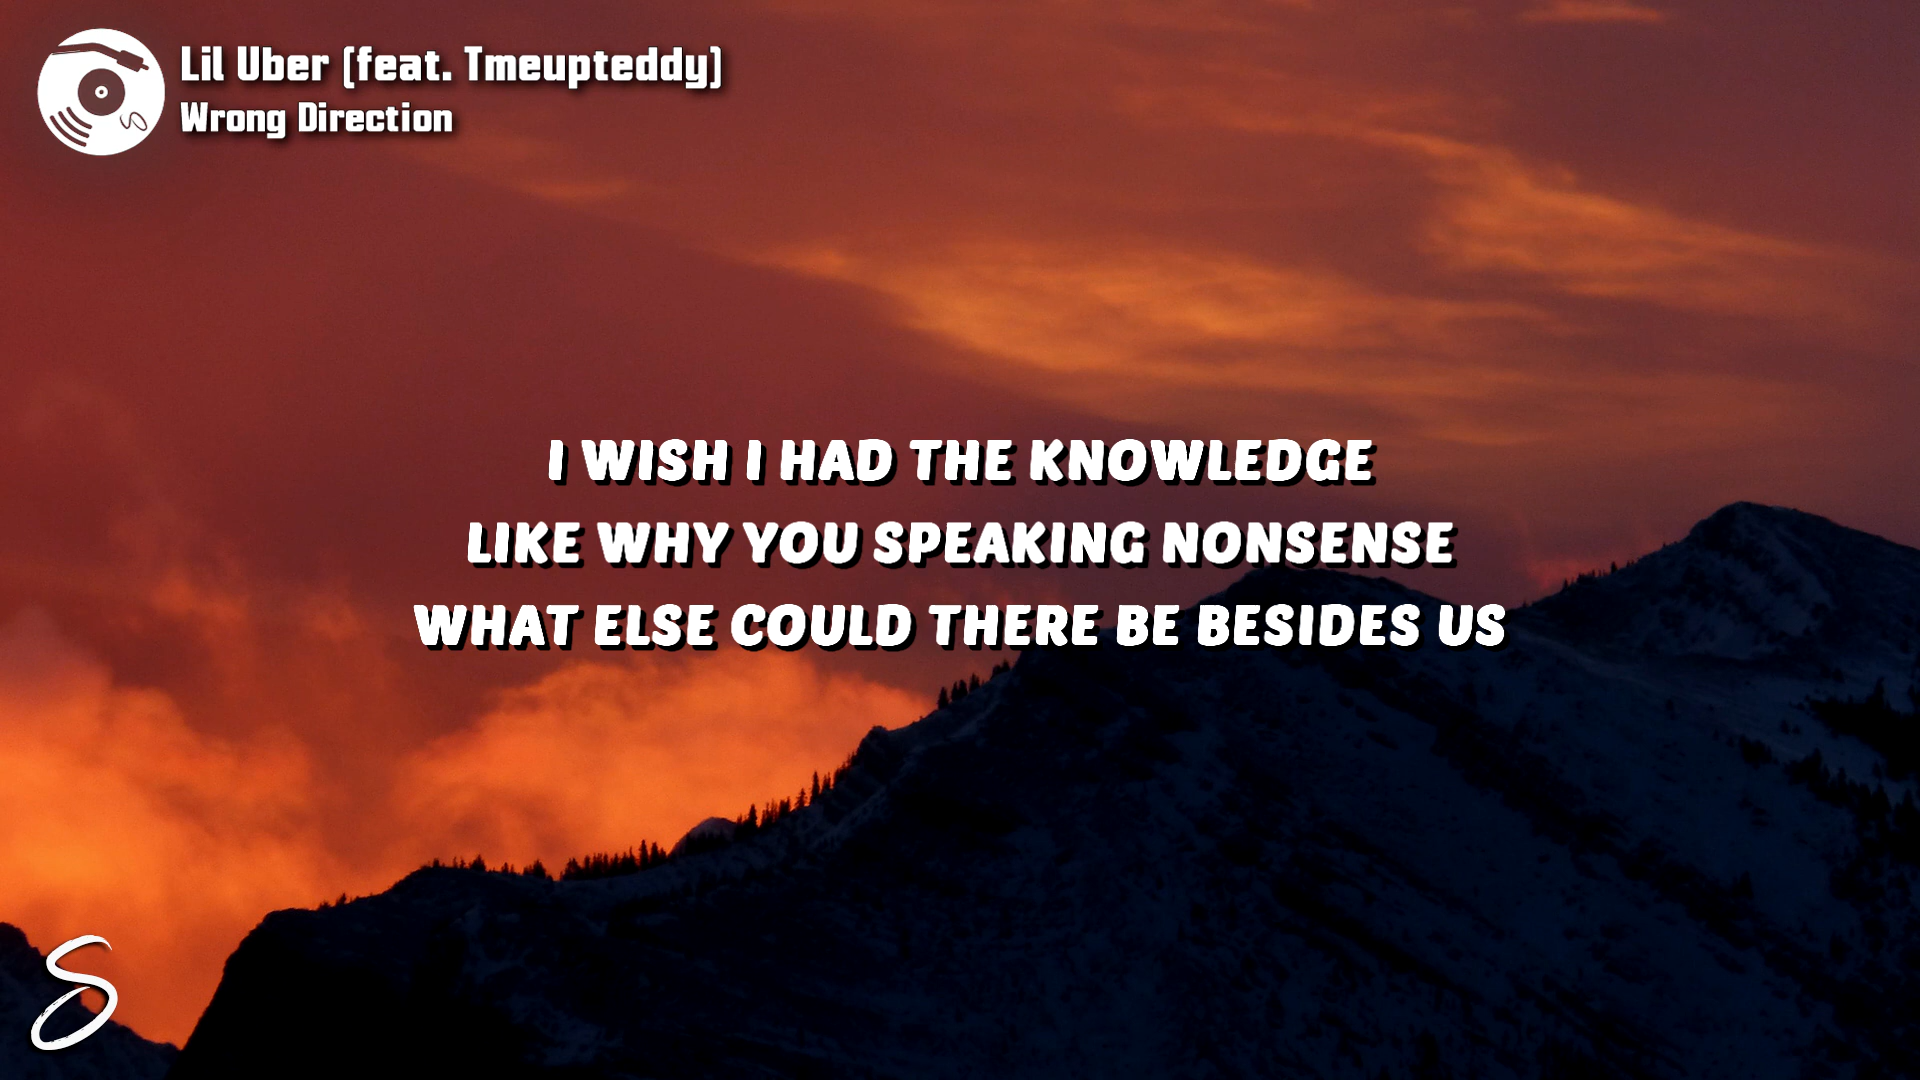 Lil Uber (feat. Tmeupteddy)
Wrong Direction
I WISH I HAD THE KNOWLEDGE
LIKE WHY YOU SPEAKING NONSENSE
WHAT ELSE COULD THERE BE BESIDES US
S